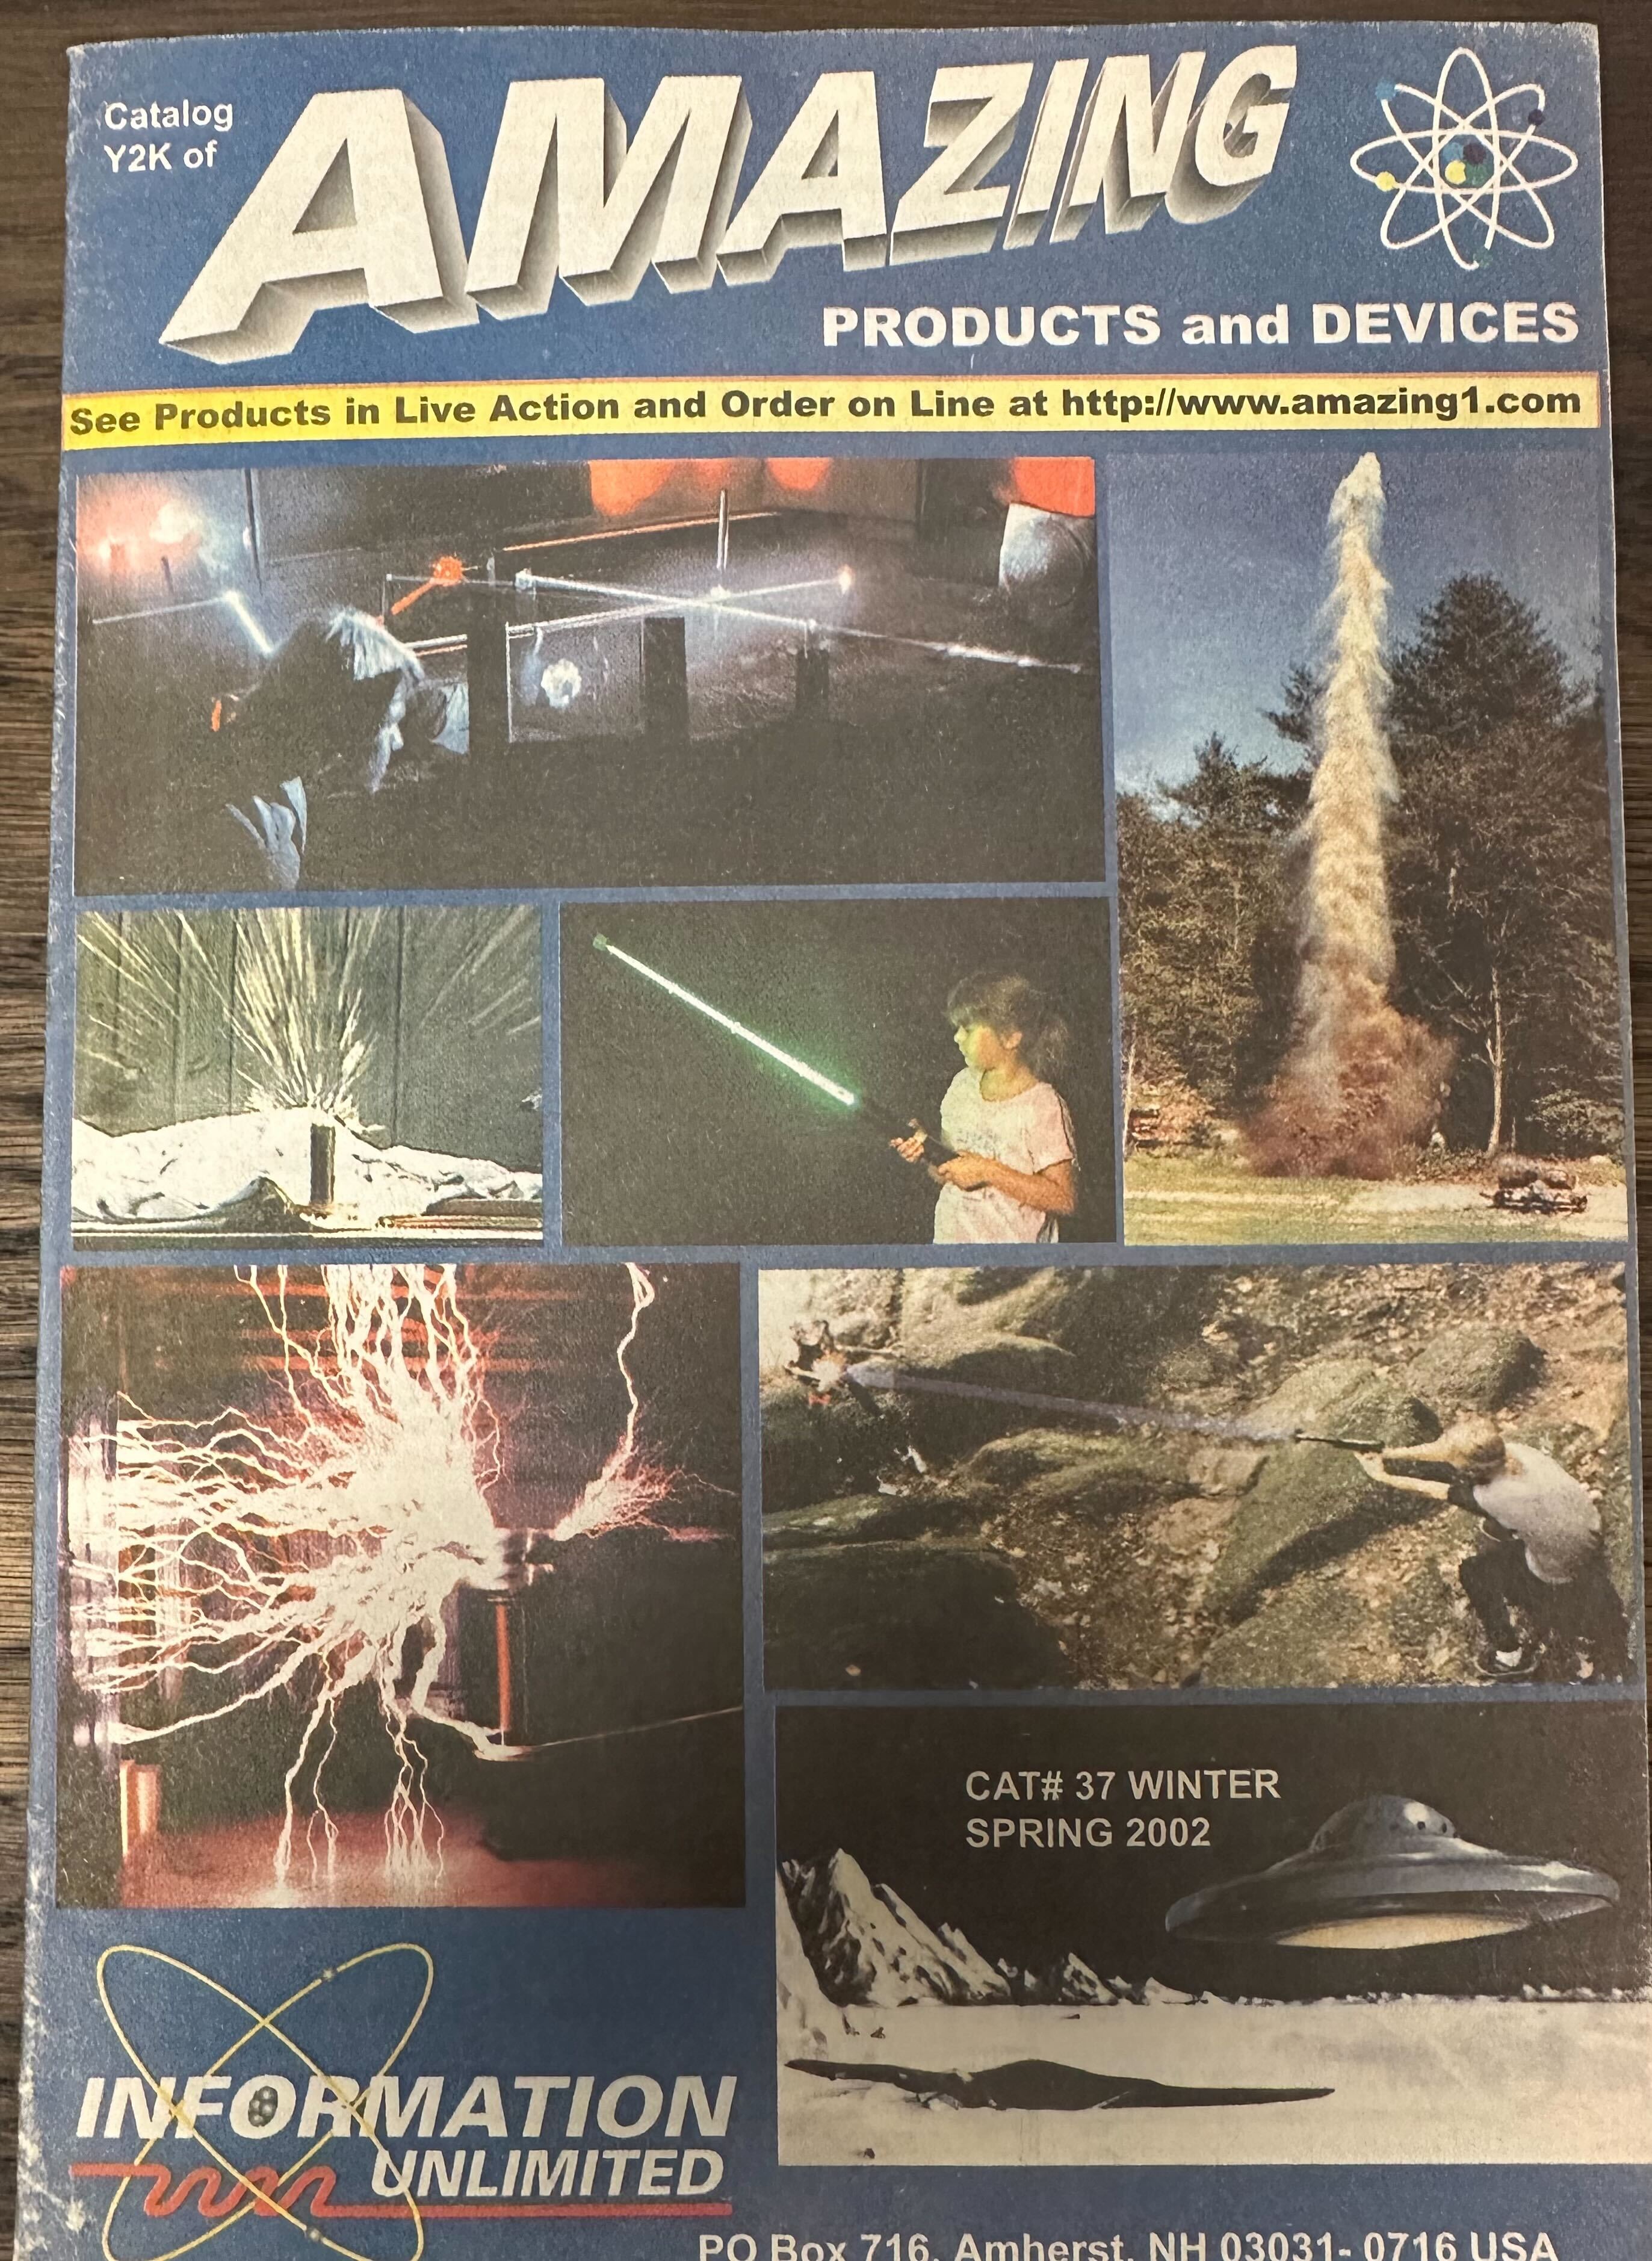 Catalog
Y2K of
AMAZING
PRODUCTS and DEVICES
See Products in Live Action and Order on Line at http://www.amazing1.com
CAT# 37 WINTER
SPRING 2002
INFORMATION
UNLIMITED
PO Box 716, Amherst, NH 03031- 0716 USA